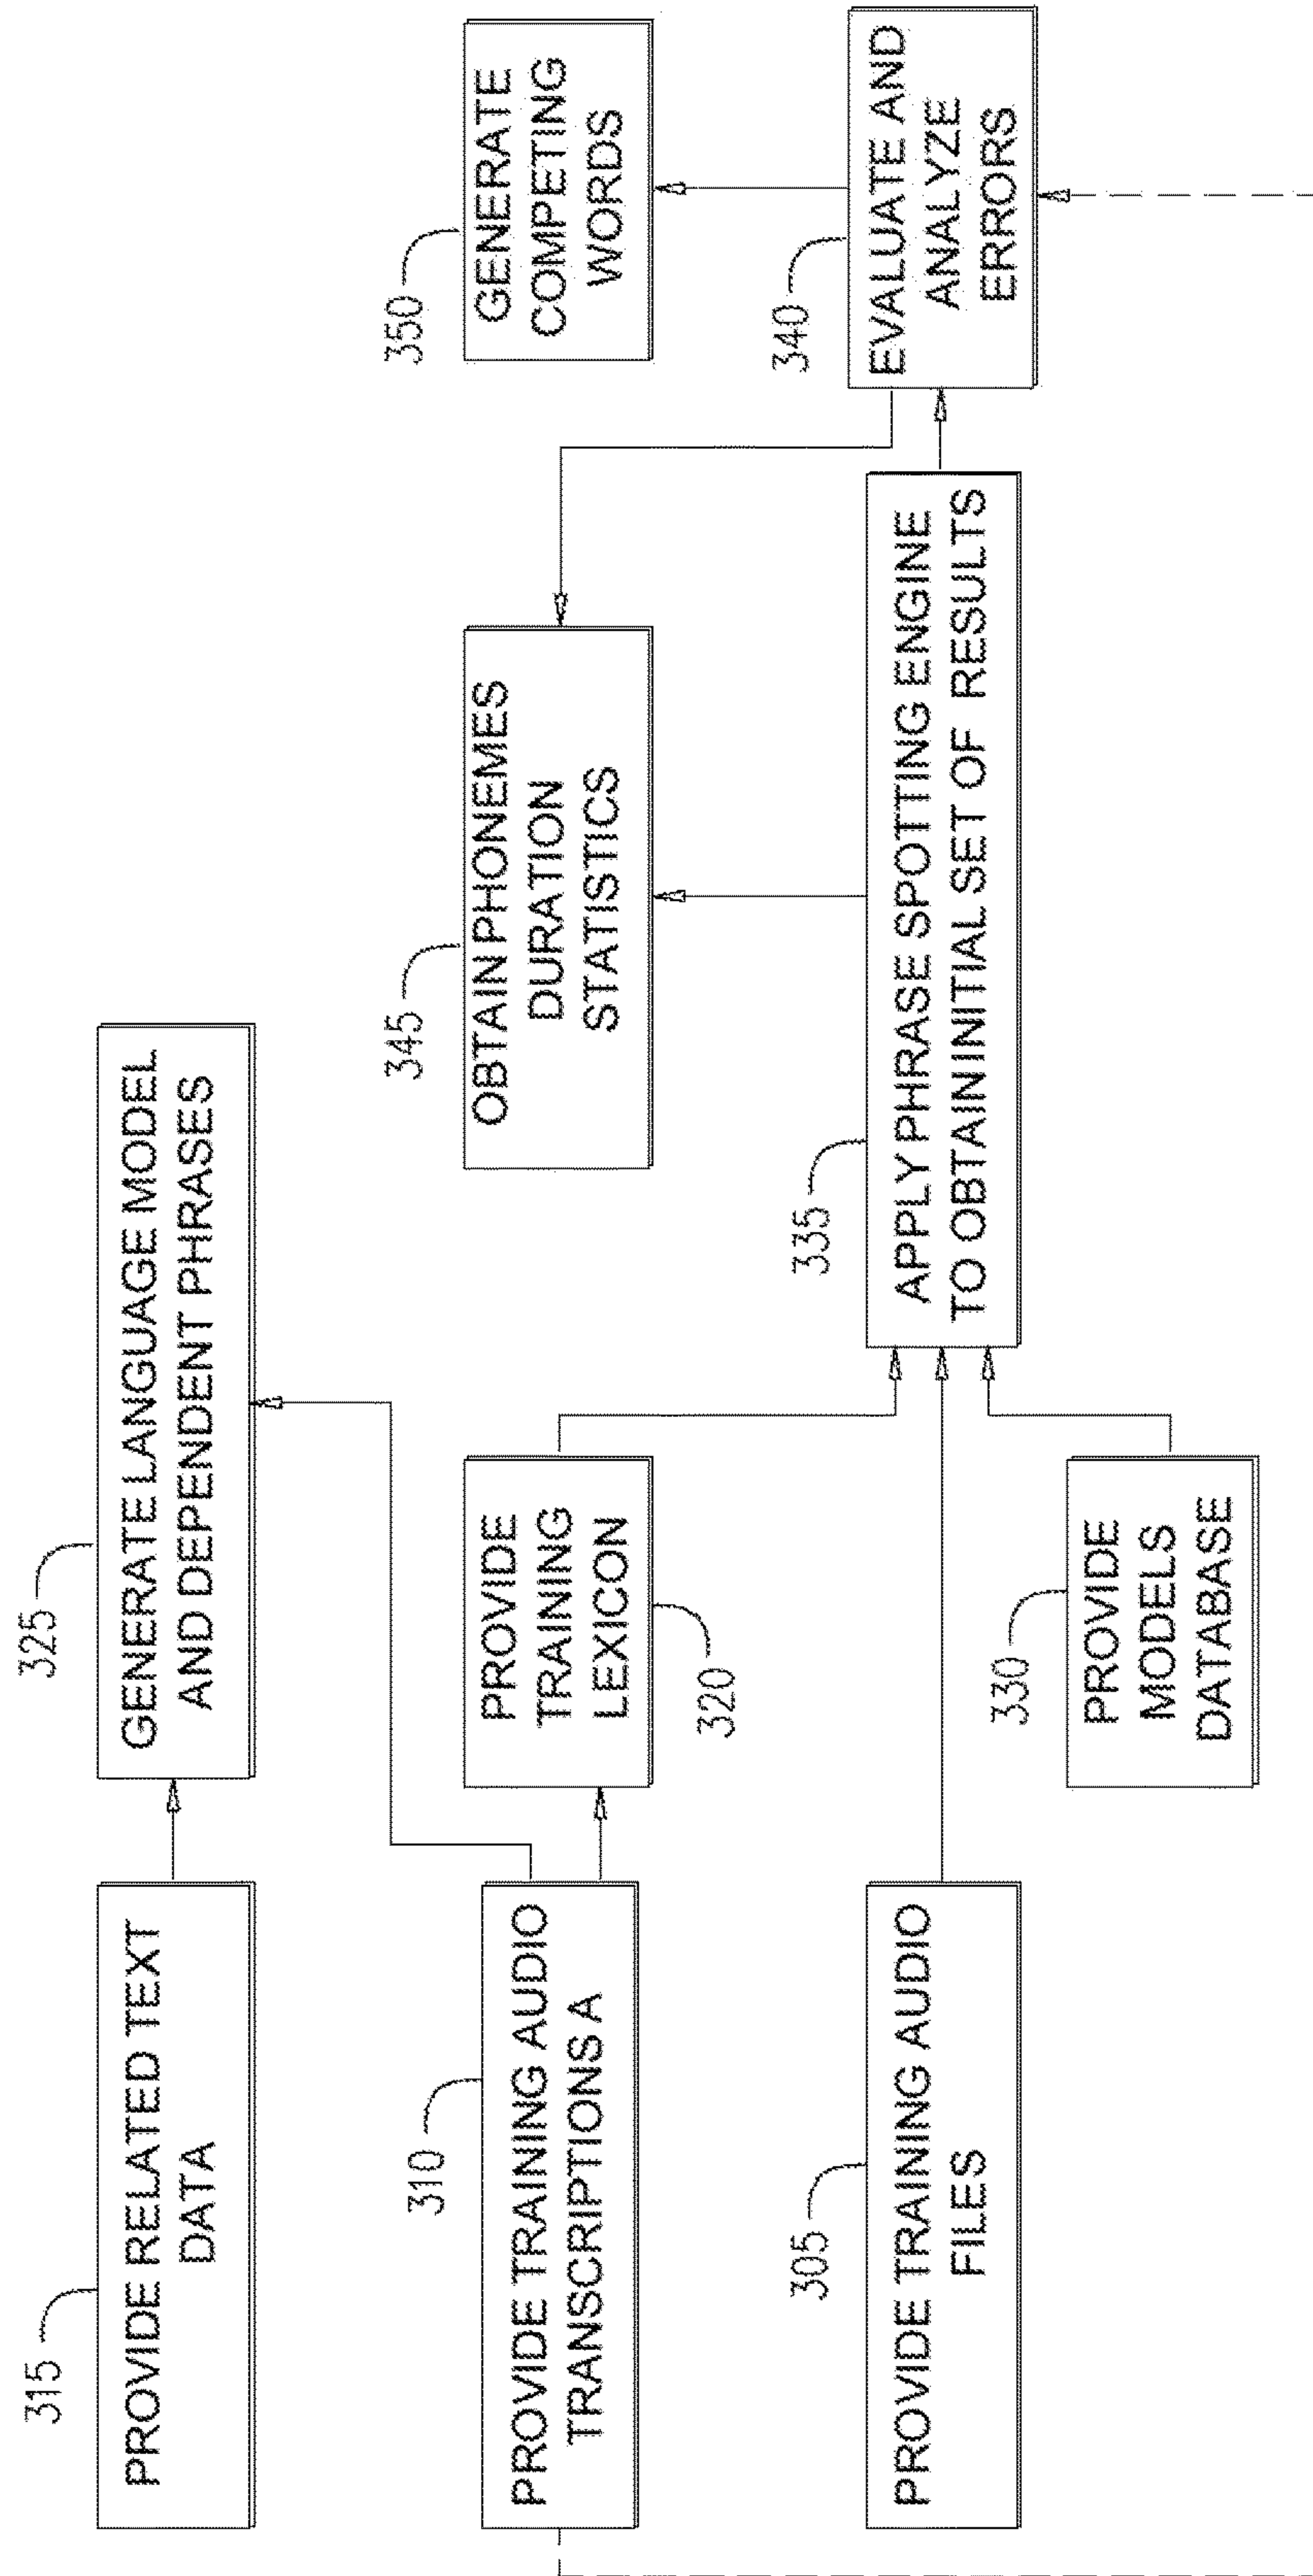 315
PROVIDE RELATED TEXT
DATA
325
GENERATE LANGUAGE MODEL
AND DEPENDENT PHRASES
310
PROVIDE TRAINING AUDIO
TRANSCRIPTIONS A
320
PROVIDE
TRAINING
LEXICON
345
OBTAIN PHONEMES
DURATION
STATISTICS
350
GENERATE
COMPETING
WORDS
305
PROVIDE TRAINING AUDIO
FILES
330
PROVIDE
MODELS
DATABASE
335
APPLY PHRASE SPOTTING ENGINE
TO OBTAIN INITIAL SET OF RESULTS
340
EVALUATE AND
ANALYZE
ERRORS